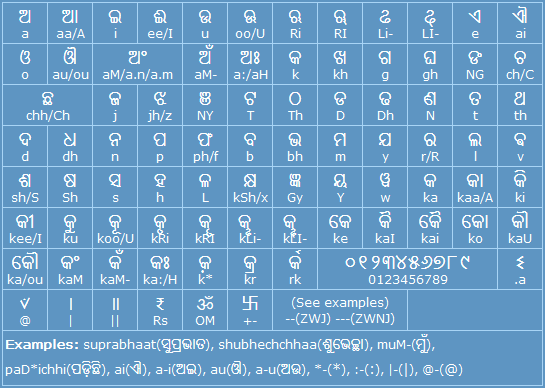 ଅ ଆ ଇ ଈ ଉ ଊ ଋ ୠ ଌ ୡ ଏ ଐ
a aa/A i ee/I u oo/U Ri RI Li- LI- e ai
ଓ ଔ ଅଂ ଅଁ ଅଃ କ ଖ ଗ ଘ ଙ ଚ
o au/ou aM/a.n/a.m aM- a:/aH k kh g gh NG ch/C
ଛ ଜ ଝ ଞ ଟ ଠ ଡ ଢ ଣ ତ ଥ
chh/Ch j jh/z NY T Th D Dh N t th
ଦ ଧ ନ ପ ଫ ବ ଭ ମ ଯ ର ଲ ଵ
d dh n p ph/f b bh m y r/R l v
ଶ ଷ ସ ହ ଳ କ୍ଷ ଜ୍ଞ ୟ ୱ କ କା କି
sh/S Sh s h L kSh/x Gy Y w ka kaa/A ki
କୀ କୁ କୂ କୃ କୄ କୢ କୣ କେ କୈ କୈ କୋ କୌ
kee/I ku koo/U kRi kRI kLi- kLI- ke kaI kai ko kaU
କୌ କଂ କଁ କଃ କ଼ କ୍ର ର୍କ ୦୧୨୩୪୫୬୭୮୯ ଽ
ka/ou kaM kaM- ka:/H k* kr rk 0123456789 .a
। ॥ ₹ ॐ 卐 (See examples)
@ | || Rs OM +- --(ZWJ) ---(ZWNJ)
Examples: suprabhaat(ସୁପ୍ରଭାତ), shubhechchhaa(ଶୁଭେଚ୍ଛା), muM-(ମୁଁ),
paD*ichhi(ପଡ଼ିଛି), ai(ଐ), a-i(ଅଇ), au(ଔ), a-u(ଅଉ), *-(*), :-(:), |-(|), @-(@)